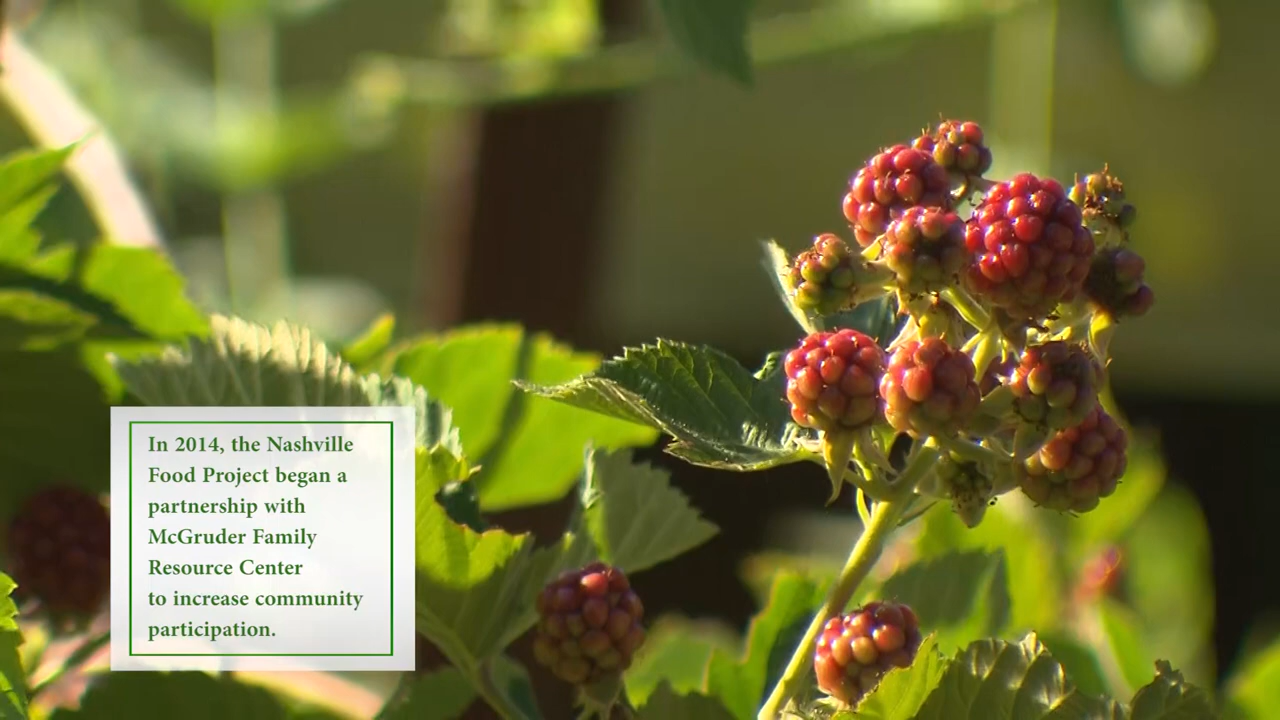 In 2014, the Nashville
Food Project began a
partnership with
McGruder Family
Resource Center
to increase community
participation.